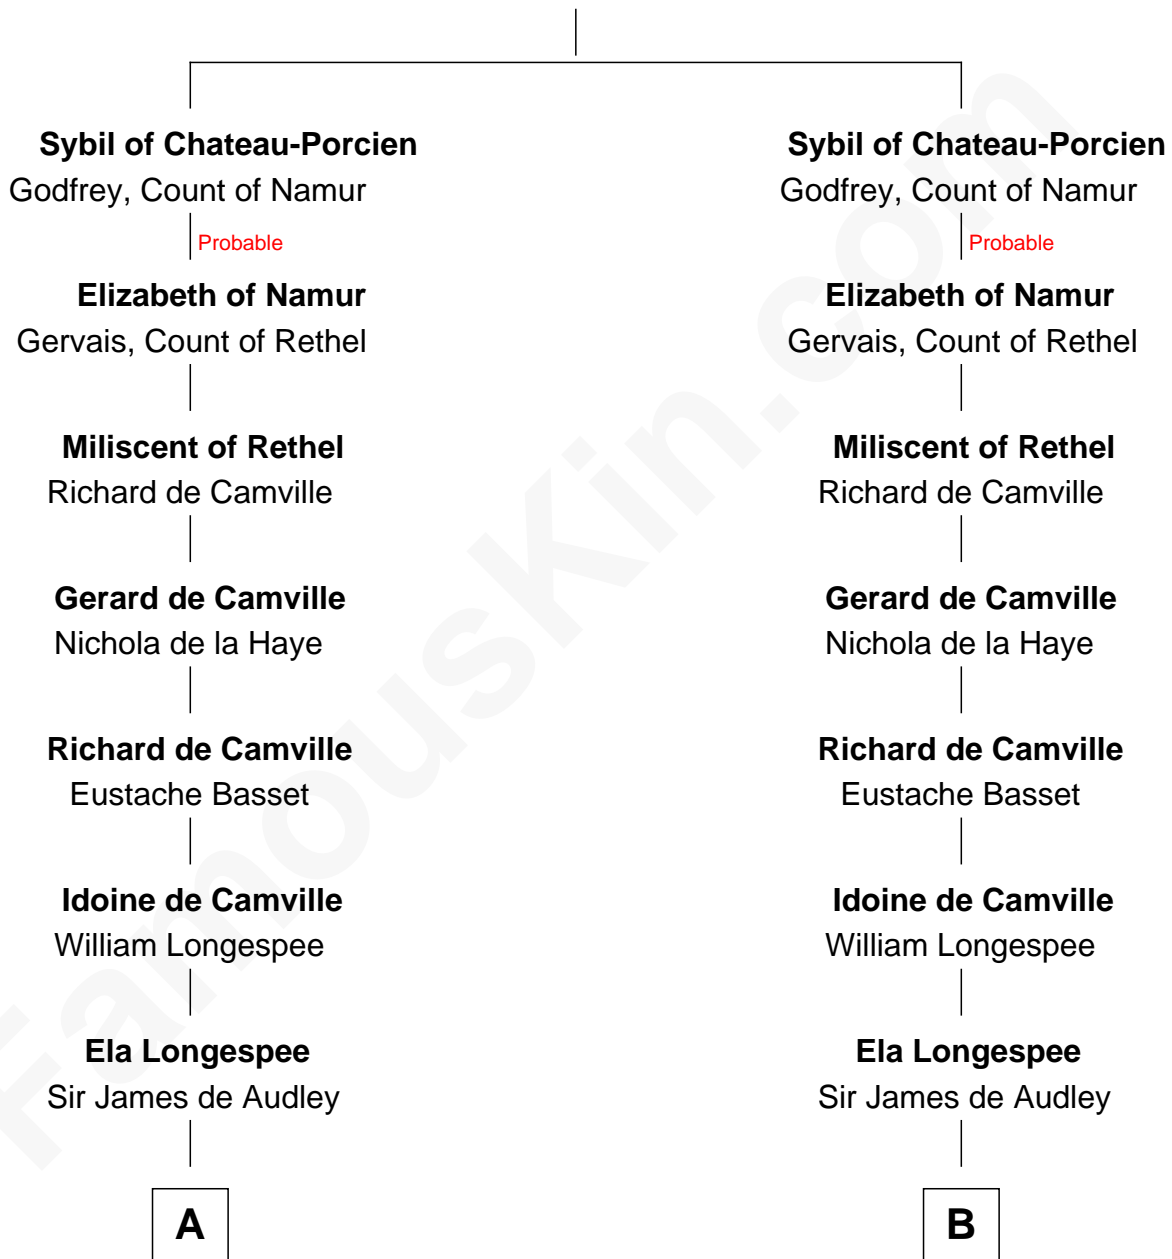 Sybil of Chateau-Porcien
Godfrey, Count of Namur
Probable
Elizabeth of Namur
Gervais, Count of Rethel
Miliscent of Rethel
Richard de Camville
Gerard de Camville
Nichola de la Haye
Richard de Camville
Eustache Basset
Idoine de Camville
William Longespee
Ela Longespee
Sir James de Audley
A
Sybil of Chateau-Porcien
Godfrey, Count of Namur
Probable
Elizabeth of Namur
Gervais, Count of Rethel
Miliscent of Rethel
Richard de Camville
Gerard de Camville
Nichola de la Haye
Richard de Camville
Eustache Basset
Idoine de Camville
William Longespee
Ela Longespee
Sir James de Audley
B
FamousKin.com